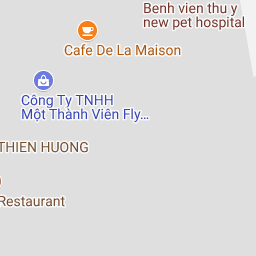 Benh vien thu y
new pet hospital
Cafe De La Maison
Công Ty TNHH
Một Thành Viên Fly…
THIEN HUONG
Restaurant